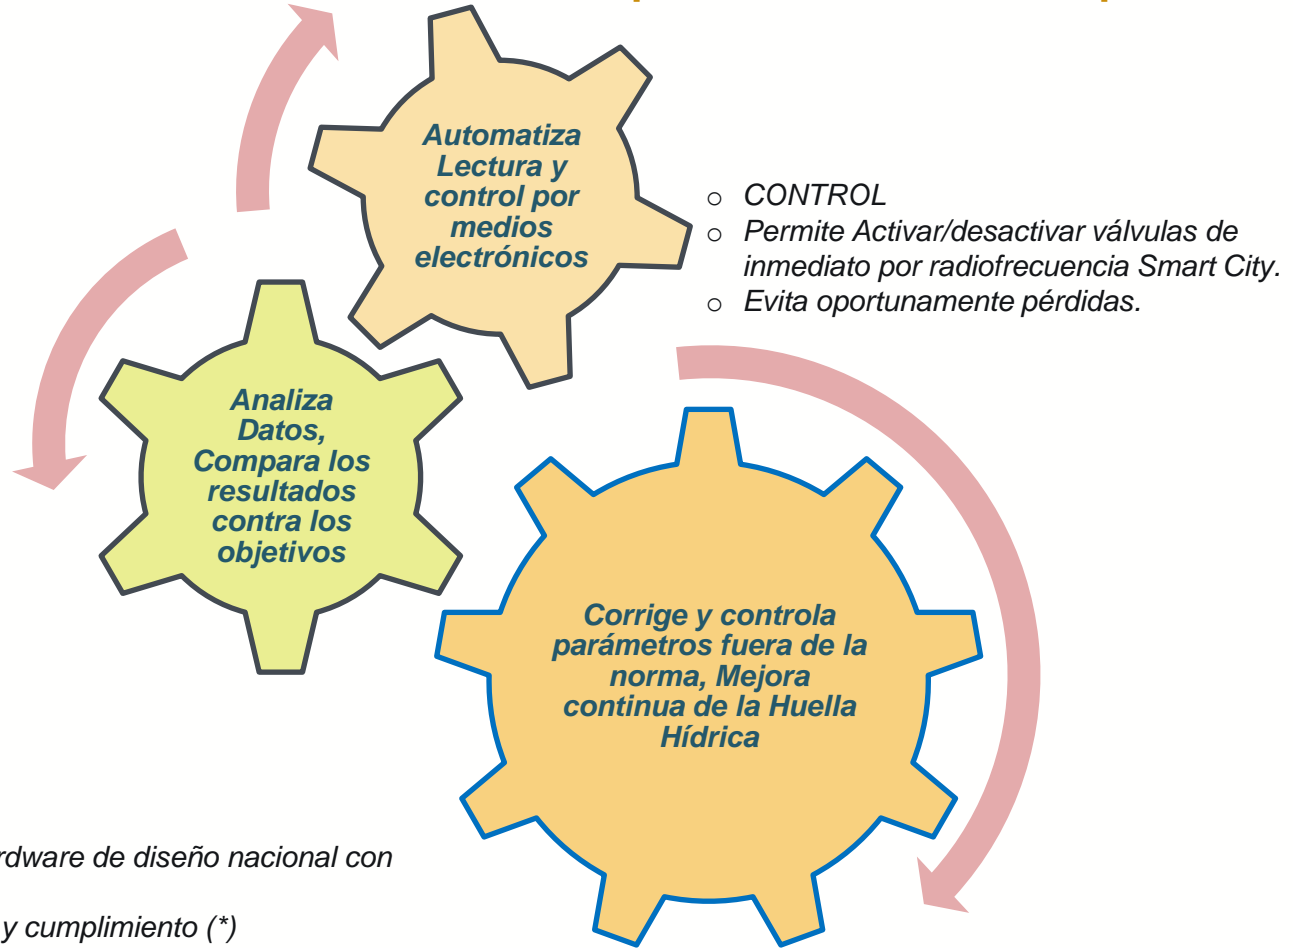 Automatiza
Lectura y
control por
medios
electrónicos
○ CONTROL
○ Permite Activar/desactivar válvulas de
inmediato por radiofrecuencia Smart City.
○ Evita oportunamente pérdidas.
Analiza
Datos,
Compara los
resultados
contra los
objetivos
Corrige y controla
parámetros fuera de la
norma, Mejora
continua de la Huella
Hídrica
rdware de diseño nacional con
y cumplimiento (*)